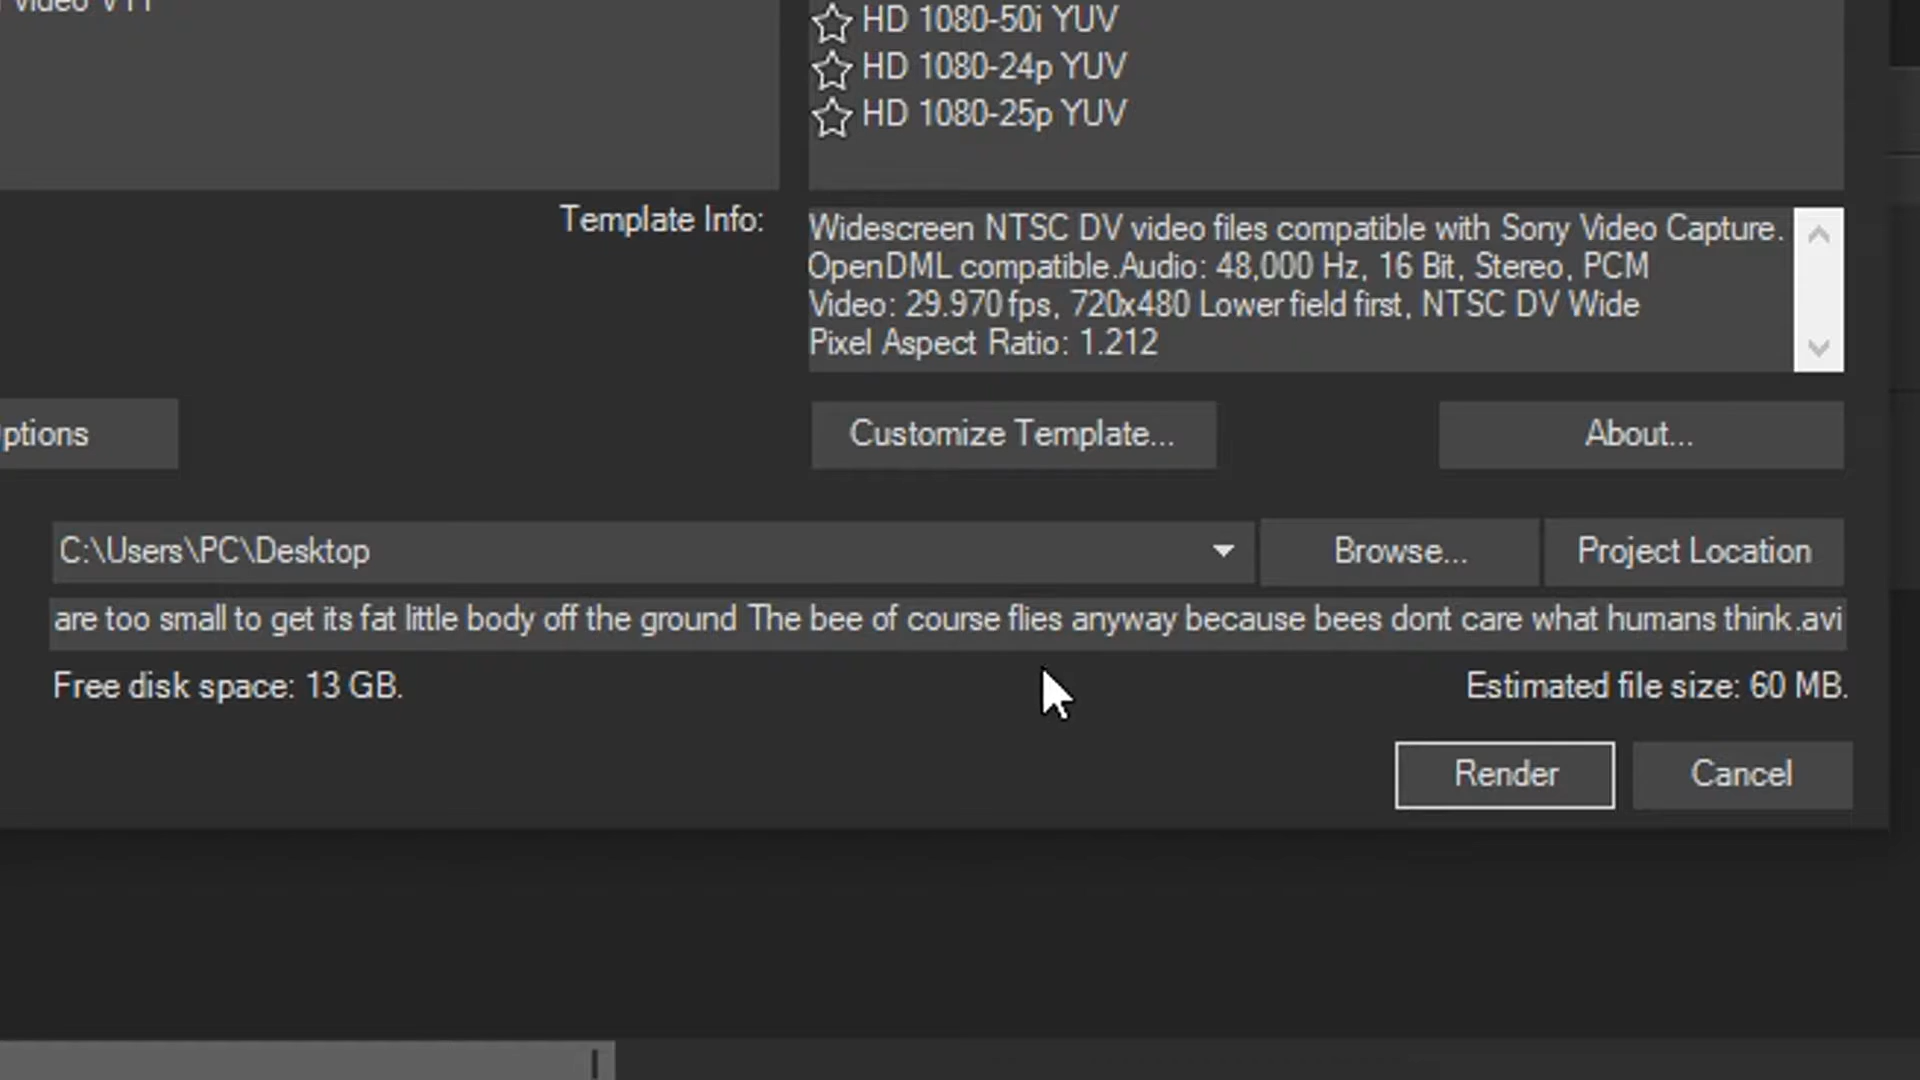 video V11
HD 1080-50i YUV
HD 1080-24p YUV
HD 1080-25p YUV
Template Info:
Widescreen NTSC DV video files compatible with Sony Video Capture.
OpenDML compatible.Audio: 48,000 Hz, 16 Bit, Stereo, PCM
Video: 29.970 fps, 720x480 Lower field first, NTSC DV Wide
Pixel Aspect Ratio: 1.212
ptions
Customize Template...
About...
C:\Users\PC\Desktop
Browse...
Project Location
are too small to get its fat little body off the ground The bee of course flies anyway because bees dont care what humans think.avi
Free disk space: 13 GB.
Estimated file size: 60 MB.
Render
Cancel